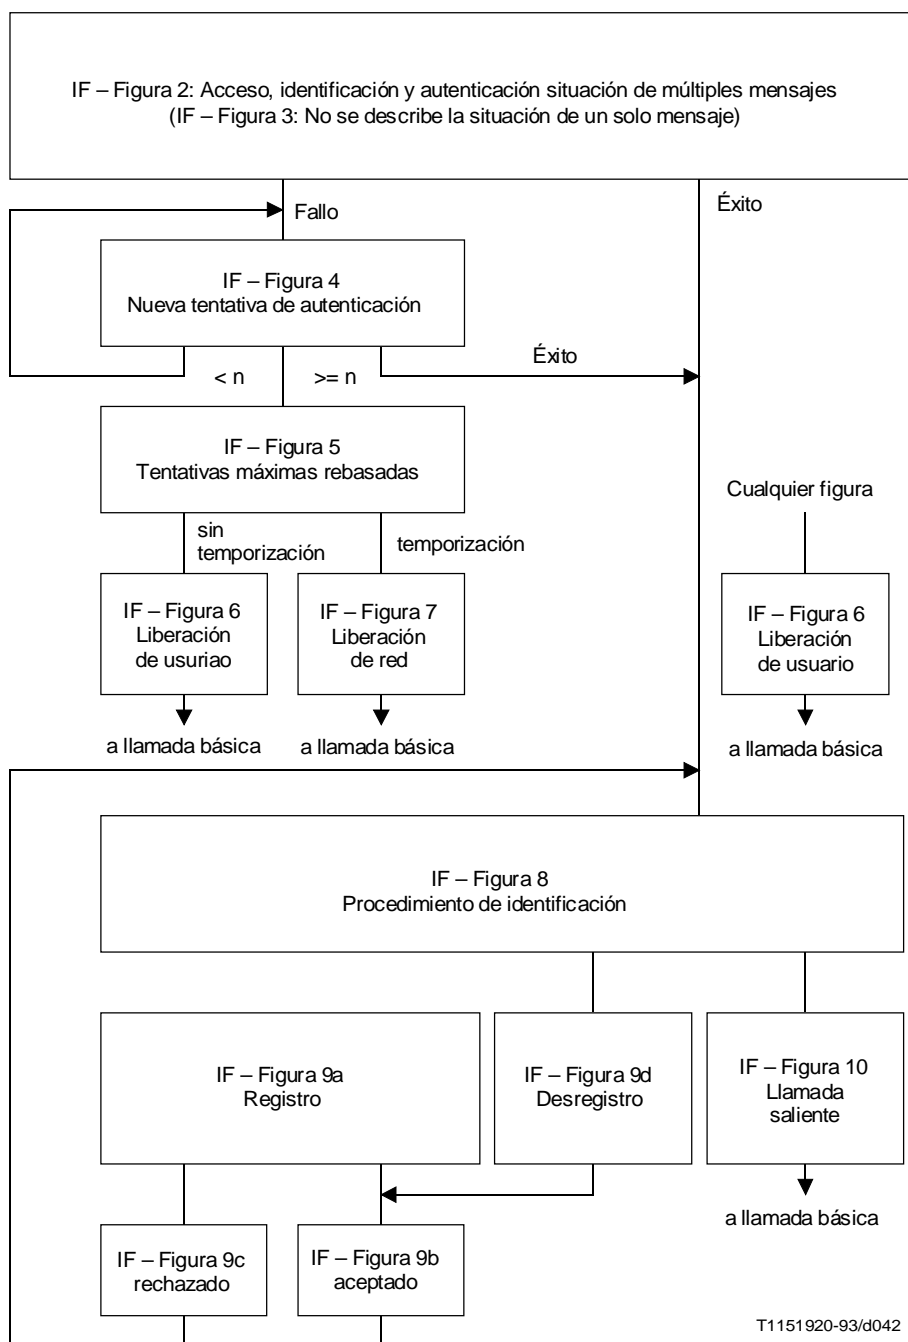 IF – Figura 2: Acceso, identificación y autenticación situación de múltiples mensajes
(IF – Figura 3: No se describe la situación de un solo mensaje)
Fallo
Éxito
IF – Figura 4
Nueva tentativa de autenticación
< n
>= n
Éxito
IF – Figura 5
Tentativas máximas rebasadas
Cualquier figura
sin
temporización
temporización
IF – Figura 6
Liberación
de usuriao
IF – Figura 7
Liberación
de red
IF – Figura 6
Liberación
de usuario
a llamada básica
a llamada básica
a llamada básica
IF – Figura 8
Procedimiento de identificación
IF – Figura 9a
Registro
IF – Figura 9d
Desregistro
IF – Figura 10
Llamada
saliente
a llamada básica
IF – Figura 9c
rechazado
IF – Figura 9b
aceptado
T1151920-93/d042